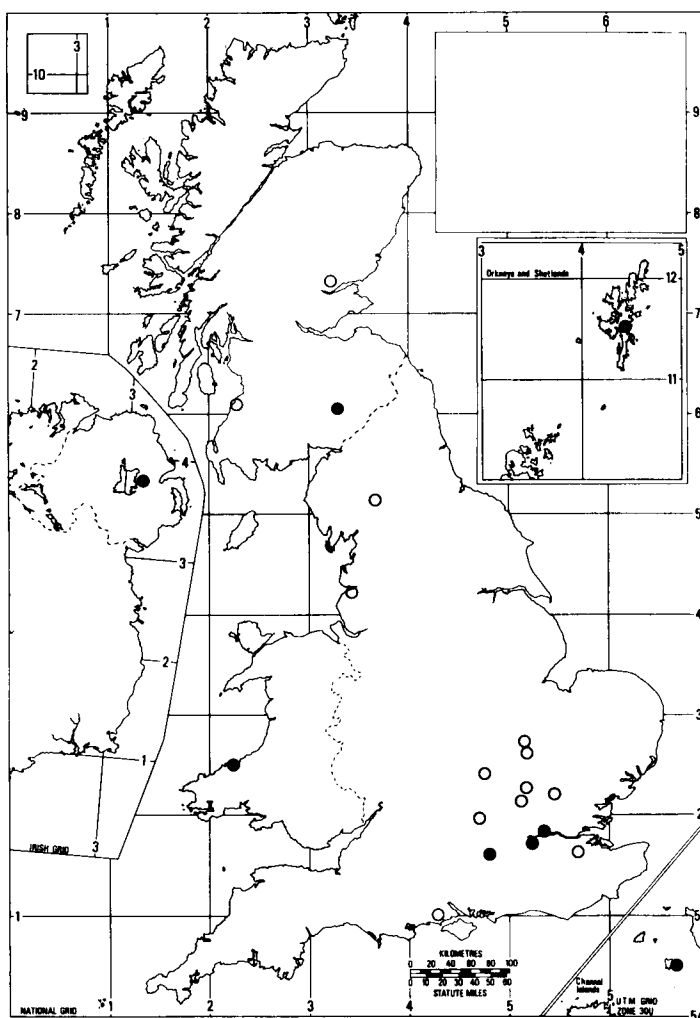 1 2 3 4 5 6
3
10
9 9
8 8
3 4 5
Orkneys and Shetlands
12
7 7
11
2
3
6
4
5 5
3
4
2
3 3
1
2
IRISH GRID
3
1 5
KILOMETRES
0 20 40 60 80 100
0 10 20 30 40 50 60
STATUTE MILES
Channel Islands
NATIONAL GRID
1 2 3 4 5
U T M GRID
ZONE 30U
6 5